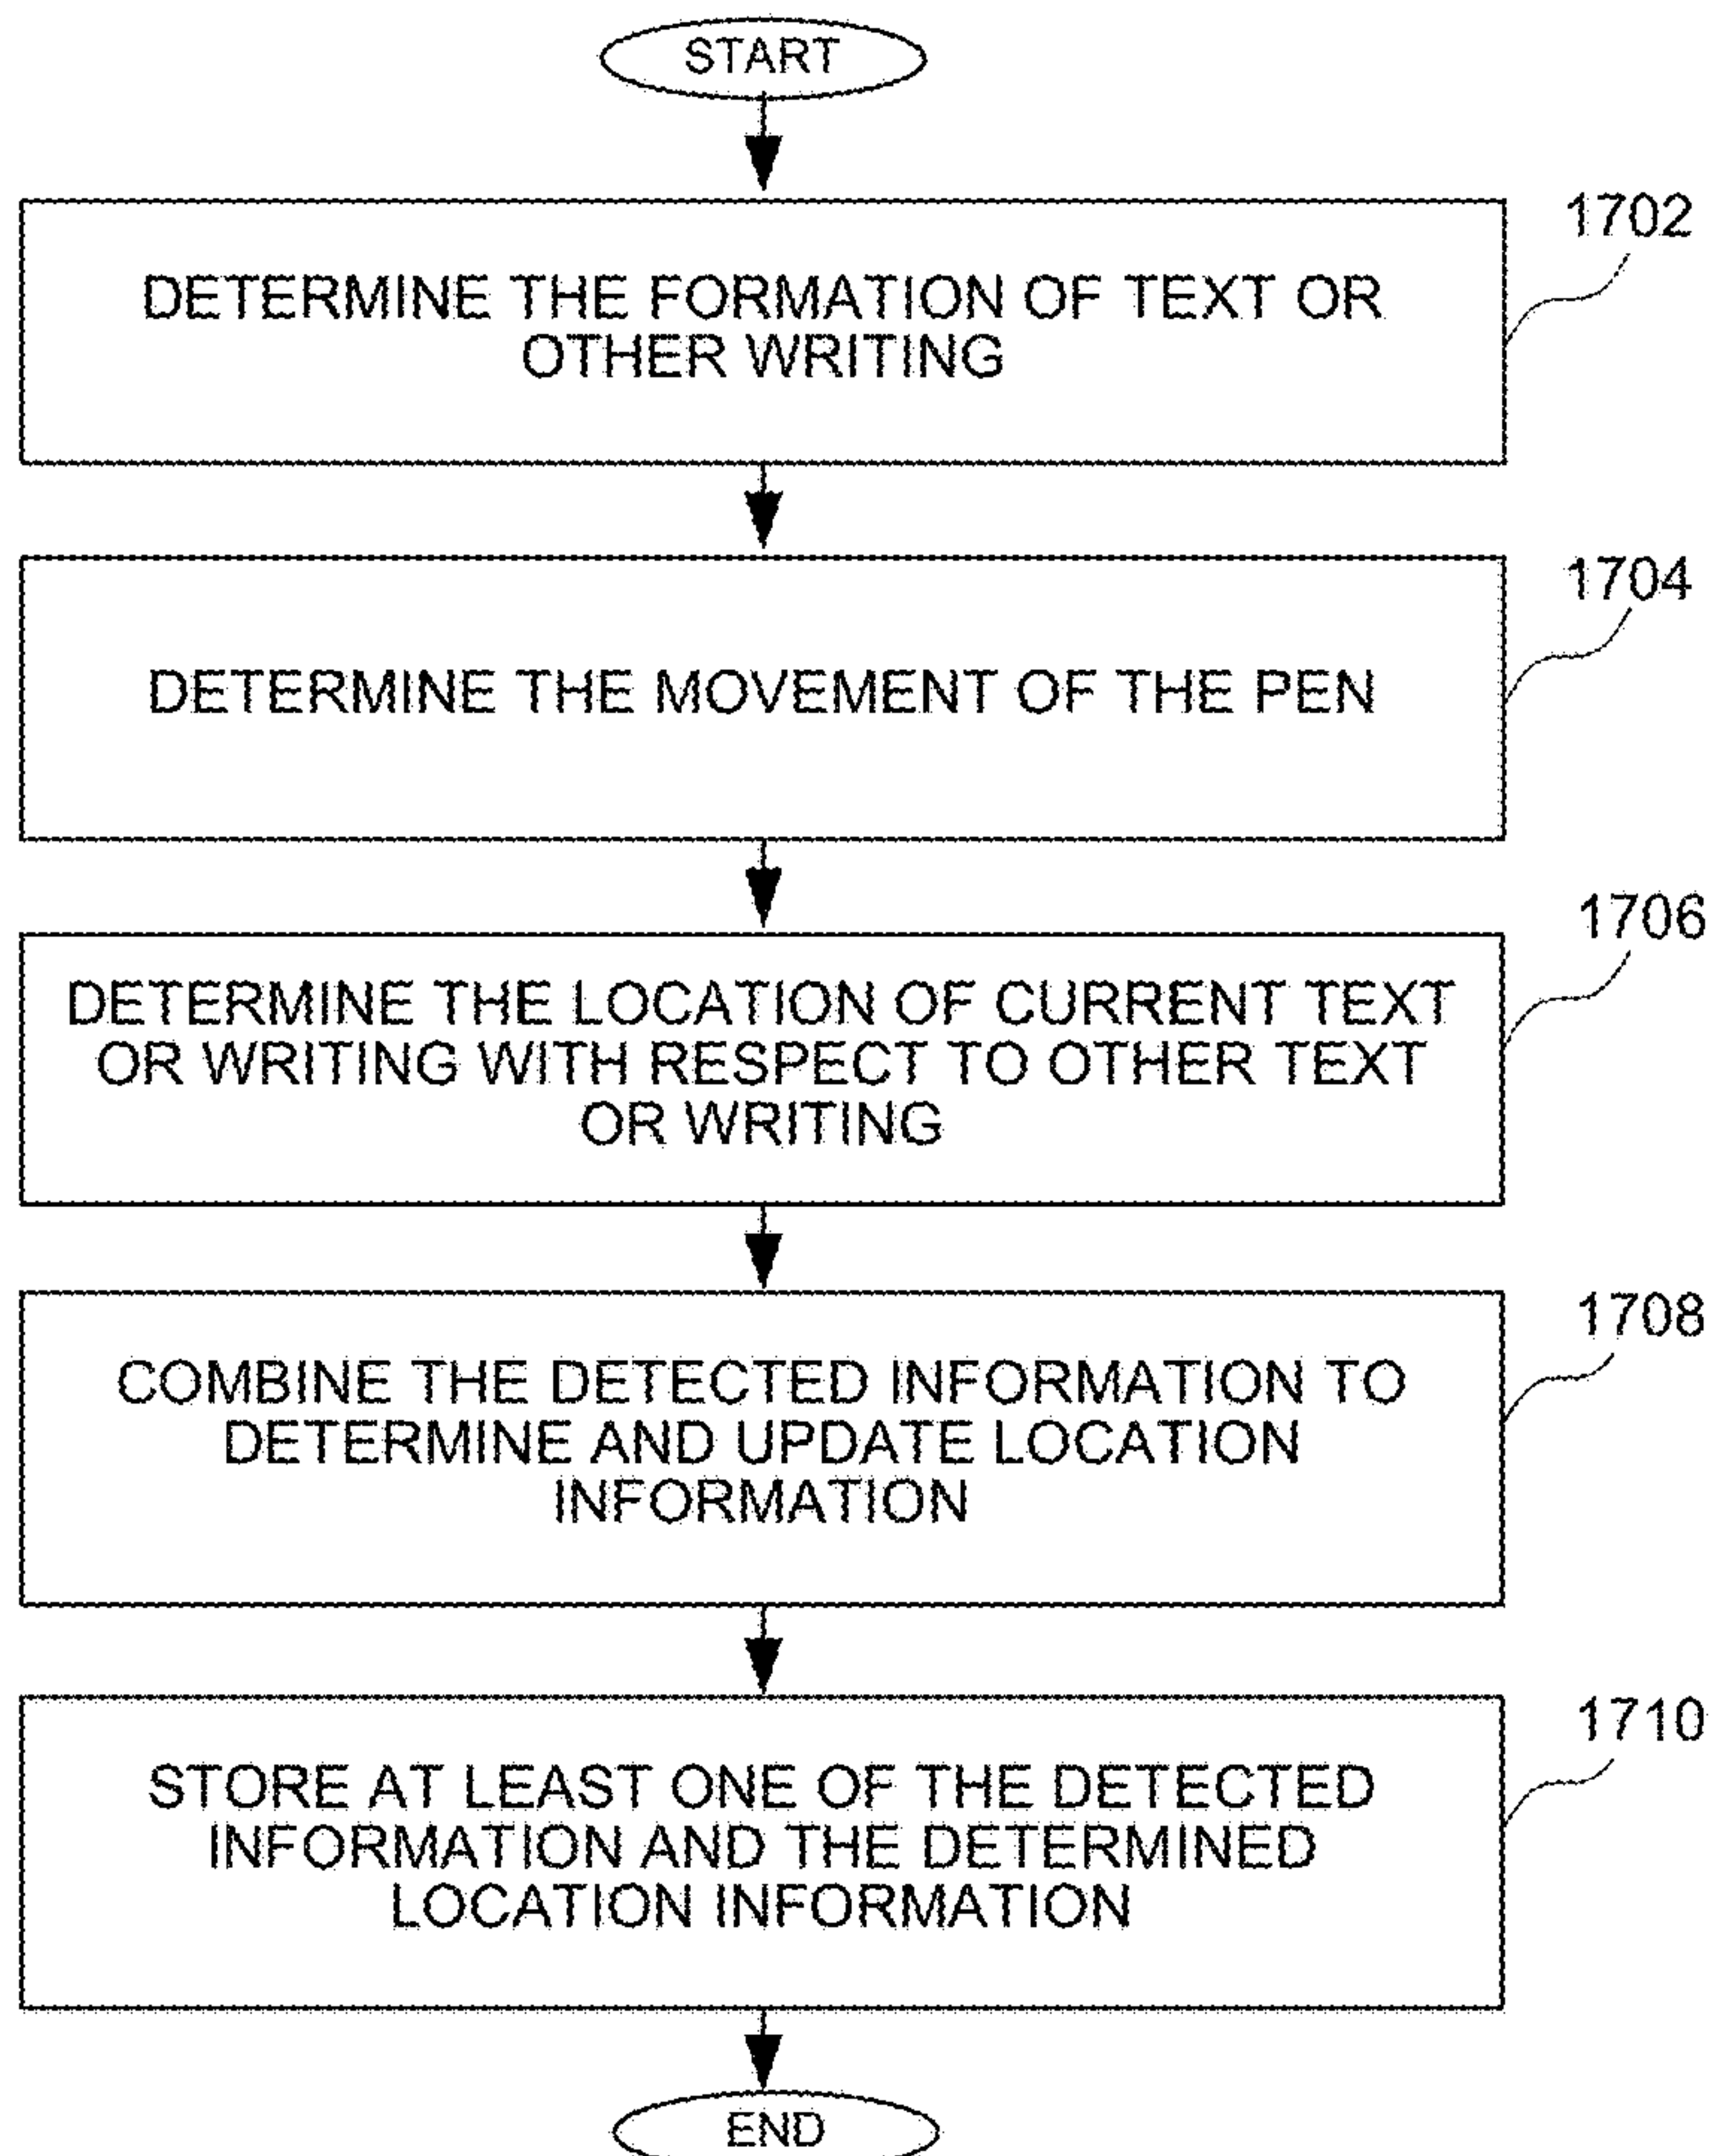 START
1702
DETERMINE THE FORMATION OF TEXT OR
OTHER WRITING
1704
DETERMINE THE MOVEMENT OF THE PEN
1706
DETERMINE THE LOCATION OF CURRENT TEXT
OR WRITING WITH RESPECT TO OTHER TEXT
OR WRITING
1708
COMBINE THE DETECTED INFORMATION TO
DETERMINE AND UPDATE LOCATION
INFORMATION
1710
STORE AT LEAST ONE OF THE DETECTED
INFORMATION AND THE DETERMINED
LOCATION INFORMATION
END